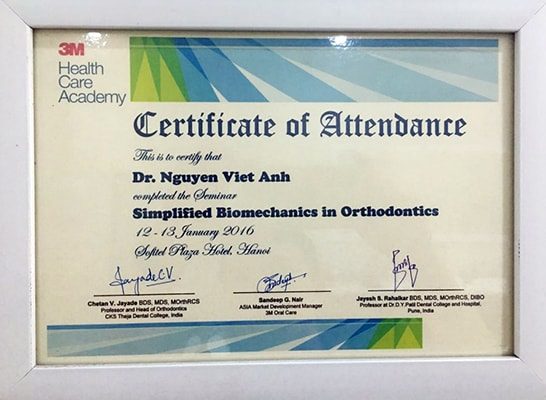 3M
Health
Care
Academy
Certificate of Attendance
This is to certify that
Dr. Nguyen Viet Anh
completed the Seminar
Simplified Biomechanics in Orthodontics
12 - 13 January 2016
Sofitel Plaza Hotel, Hanoi
JayadeC.V.
Chetan V. Jayade BDS, MDS, MOrthRCS
Professor and Head of Orthodontics
CKS Theja Dental College, India
Sandeep G. Nair
ASIA Market Development Manager
3M Oral Care
Jayesh S. Rahalkar BDS, MDS, MOrthRCS, DIBO
Professor at Dr.D.Y Patil Dental College and Hospital,
Pune, India